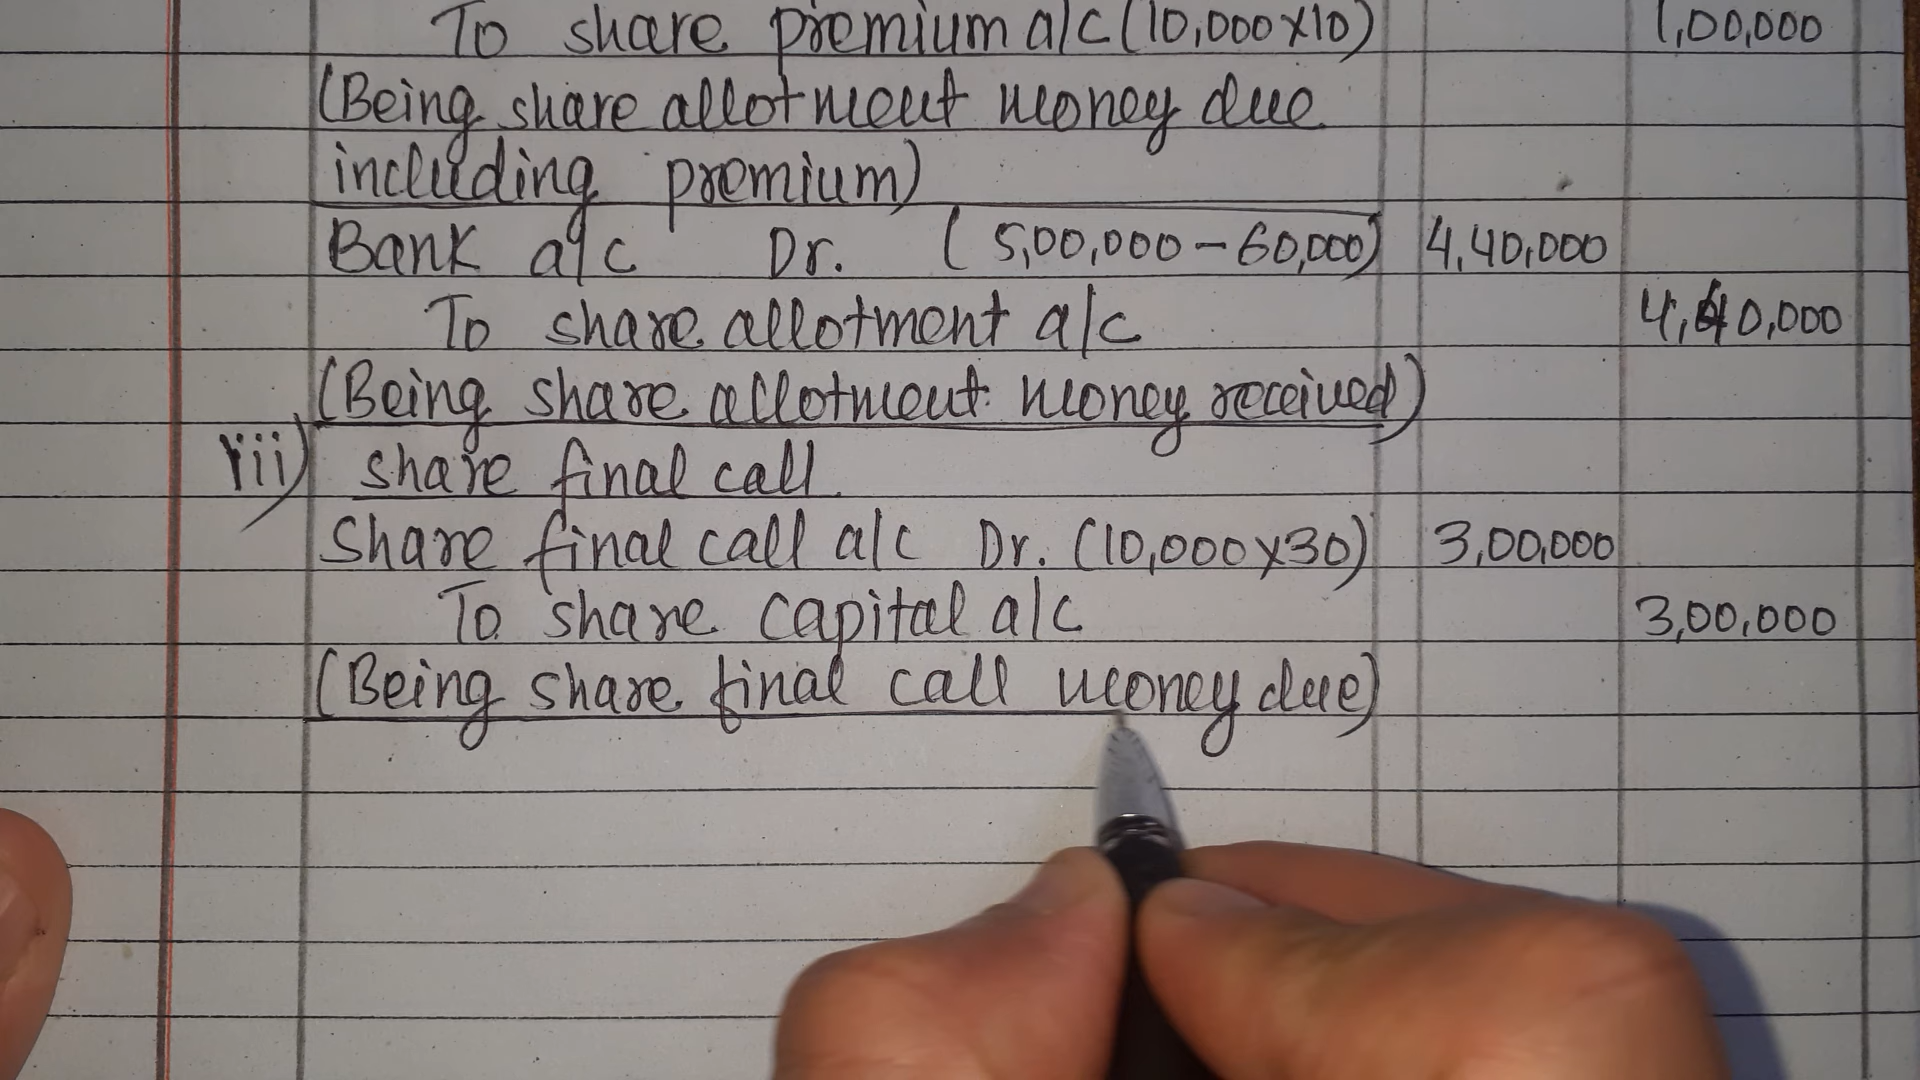 To share premium a/c (10,000x10) 1,00,000
(Being share allotment money due
including premium)
Bank a/c Dr. (5,00,000-60,000) 4,40,000
To share allotment a/c 4,40,000
(Being share allotment money received)
iii) share final call
Share final call a/c Dr. (10,000x30) 3,00,000
To share capital a/c 3,00,000
(Being share final call money due)